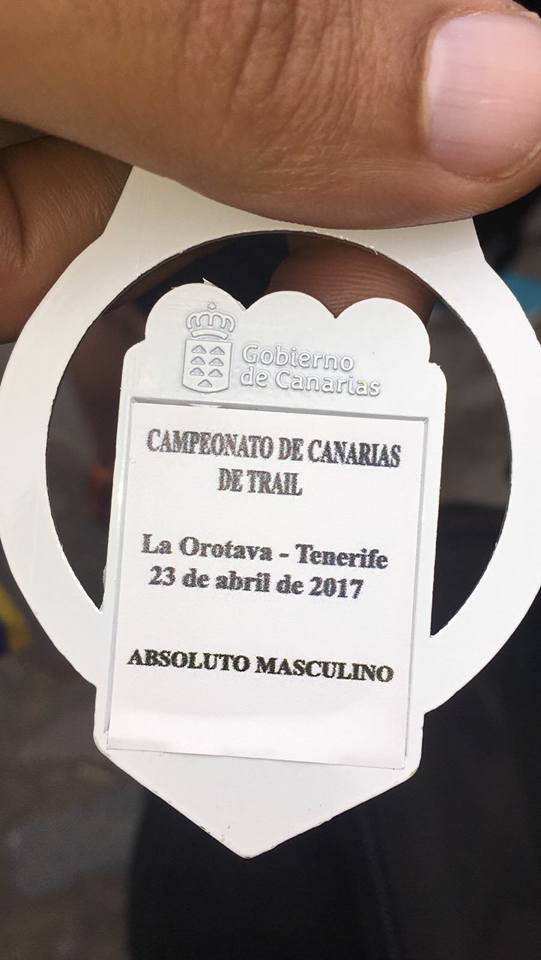 Gobierno
de Canarias
CAMPEONATO DE CANARIAS
DE TRAIL
La Orotava - Tenerife
23 de abril de 2017
ABSOLUTO MASCULINO